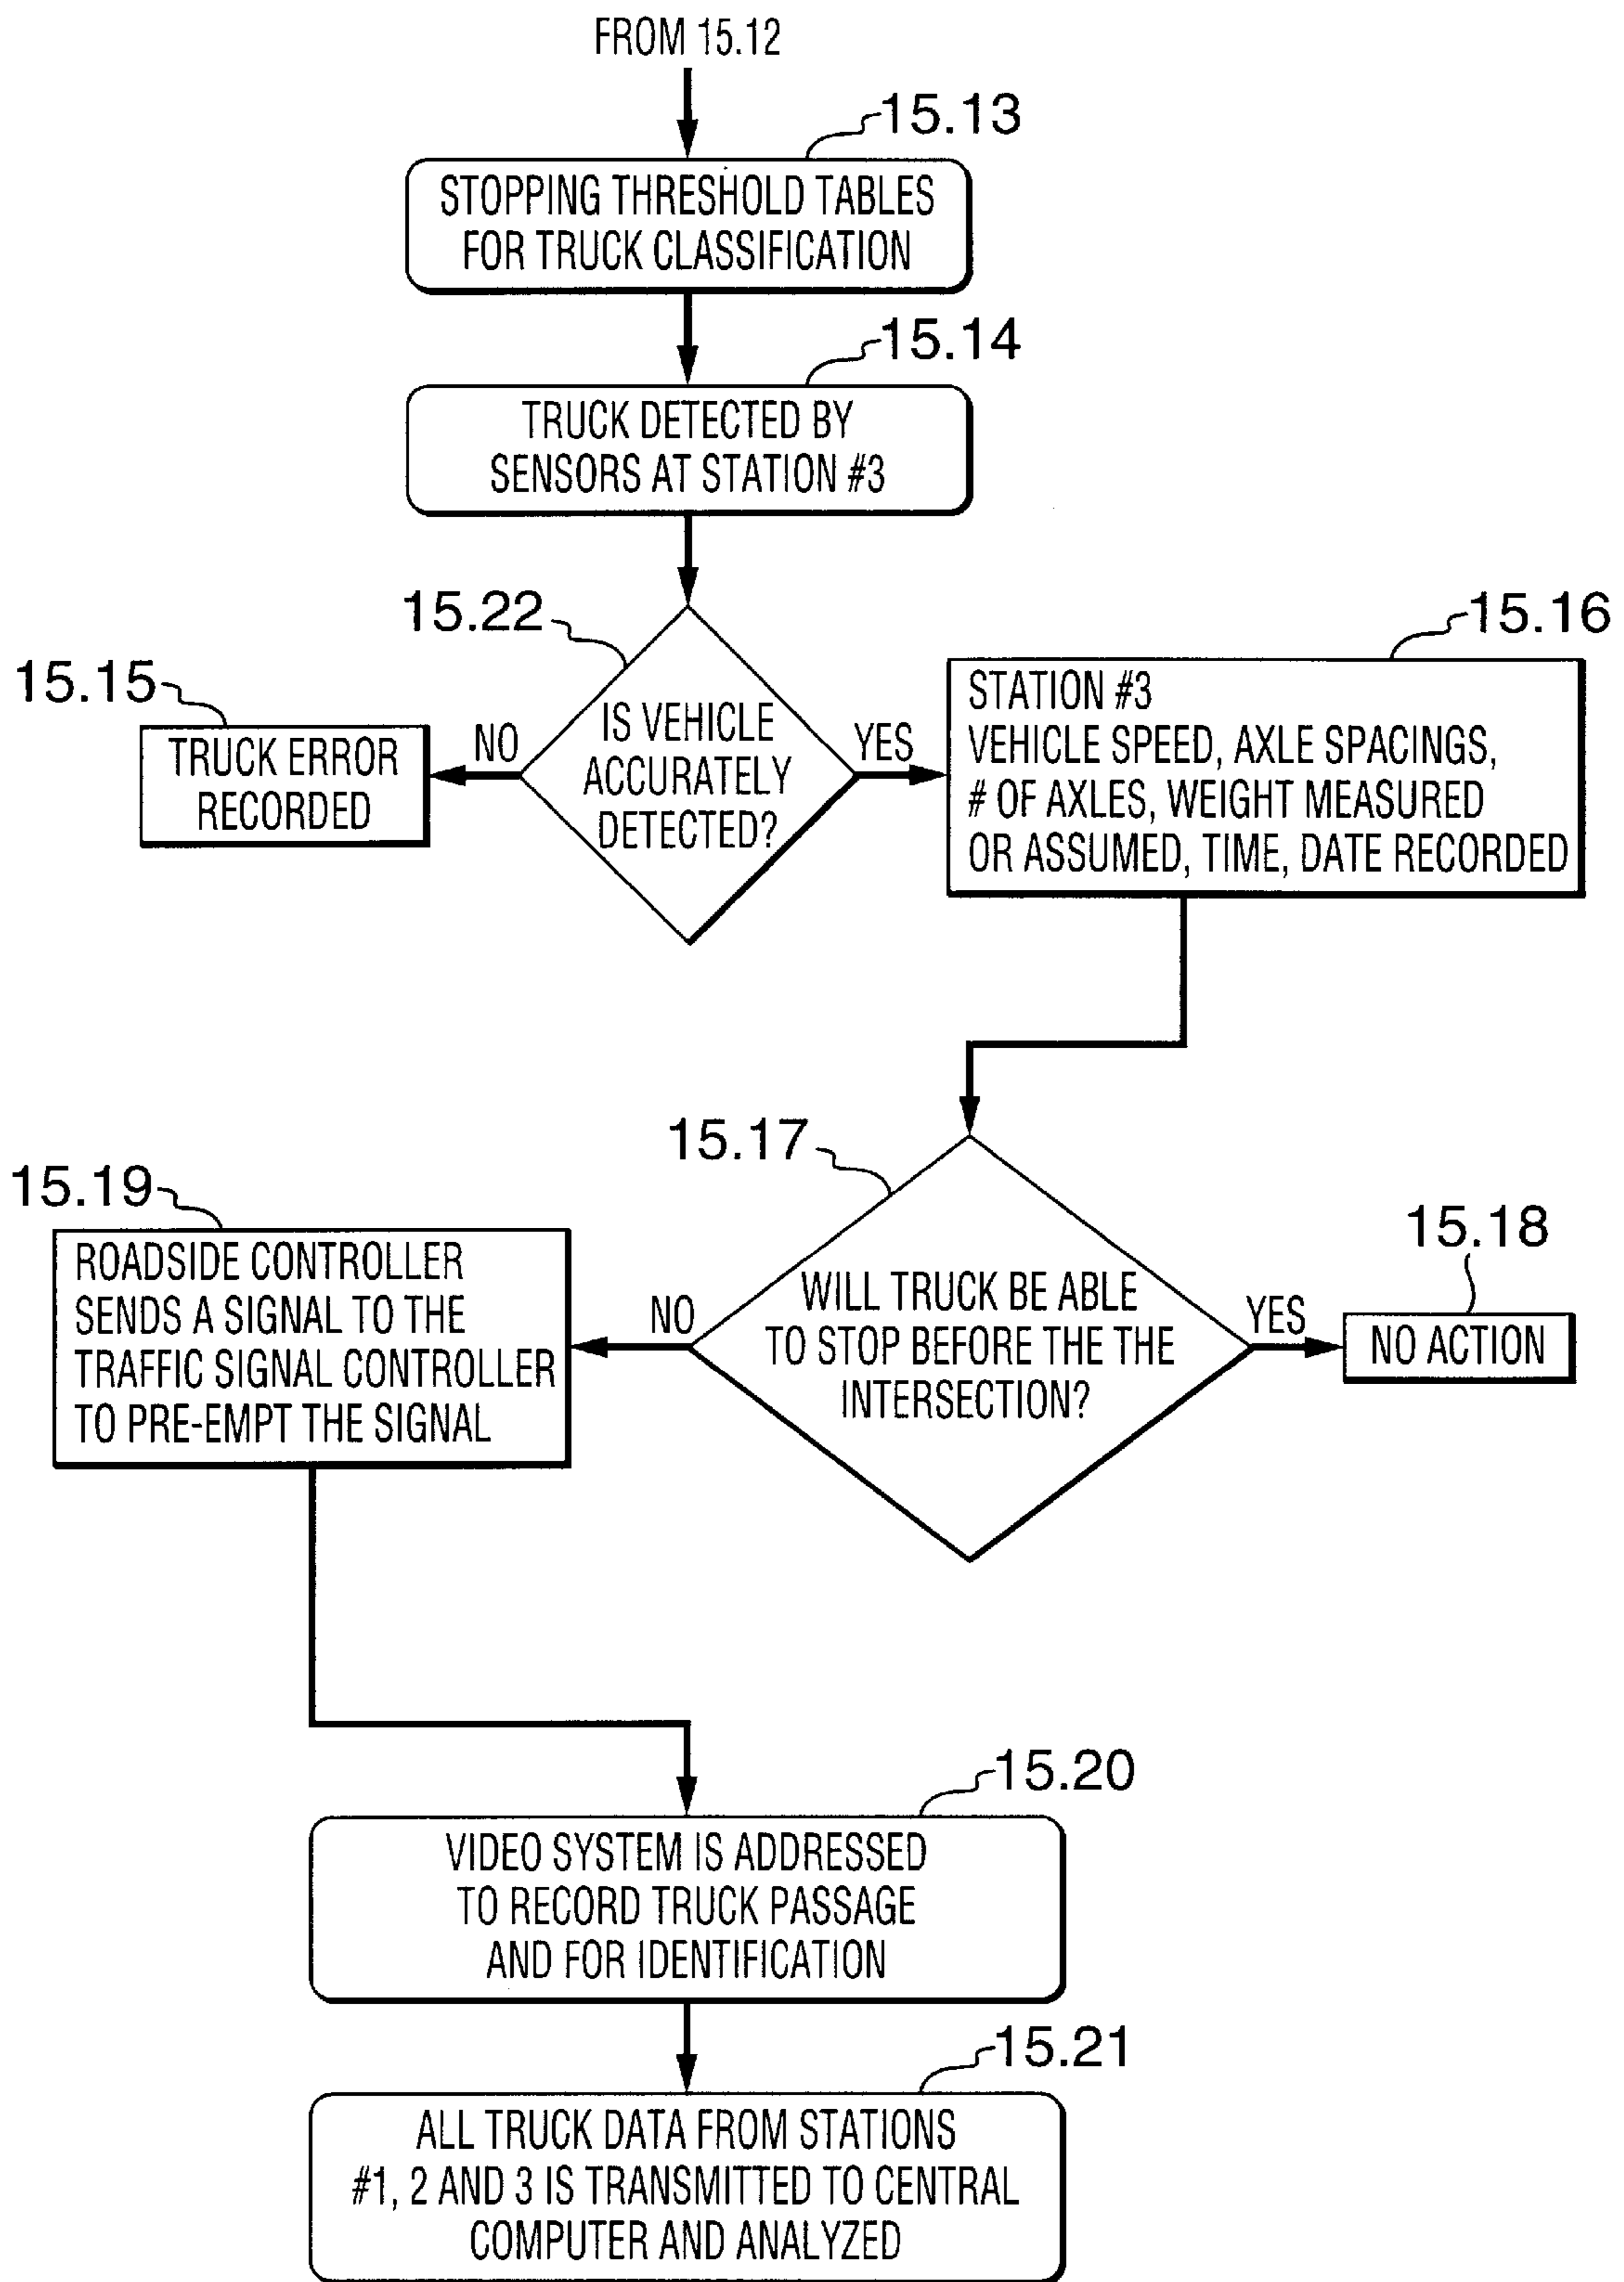 FROM 15.12
15.13
STOPPING THRESHOLD TABLES
FOR TRUCK CLASSIFICATION
15.14
TRUCK DETECTED BY
SENSORS AT STATION #3
15.22
IS VEHICLE
ACCURATELY
DETECTED?
NO
YES
15.15
TRUCK ERROR
RECORDED
15.16
STATION #3
VEHICLE SPEED, AXLE SPACINGS,
# OF AXLES, WEIGHT MEASURED
OR ASSUMED, TIME, DATE RECORDED
15.17
WILL TRUCK BE ABLE
TO STOP BEFORE THE THE
INTERSECTION?
NO
YES
15.18
NO ACTION
15.19
ROADSIDE CONTROLLER
SENDS A SIGNAL TO THE
TRAFFIC SIGNAL CONTROLLER
TO PRE-EMPT THE SIGNAL
15.20
VIDEO SYSTEM IS ADDRESSED
TO RECORD TRUCK PASSAGE
AND FOR IDENTIFICATION
15.21
ALL TRUCK DATA FROM STATIONS
#1, 2 AND 3 IS TRANSMITTED TO CENTRAL
COMPUTER AND ANALYZED